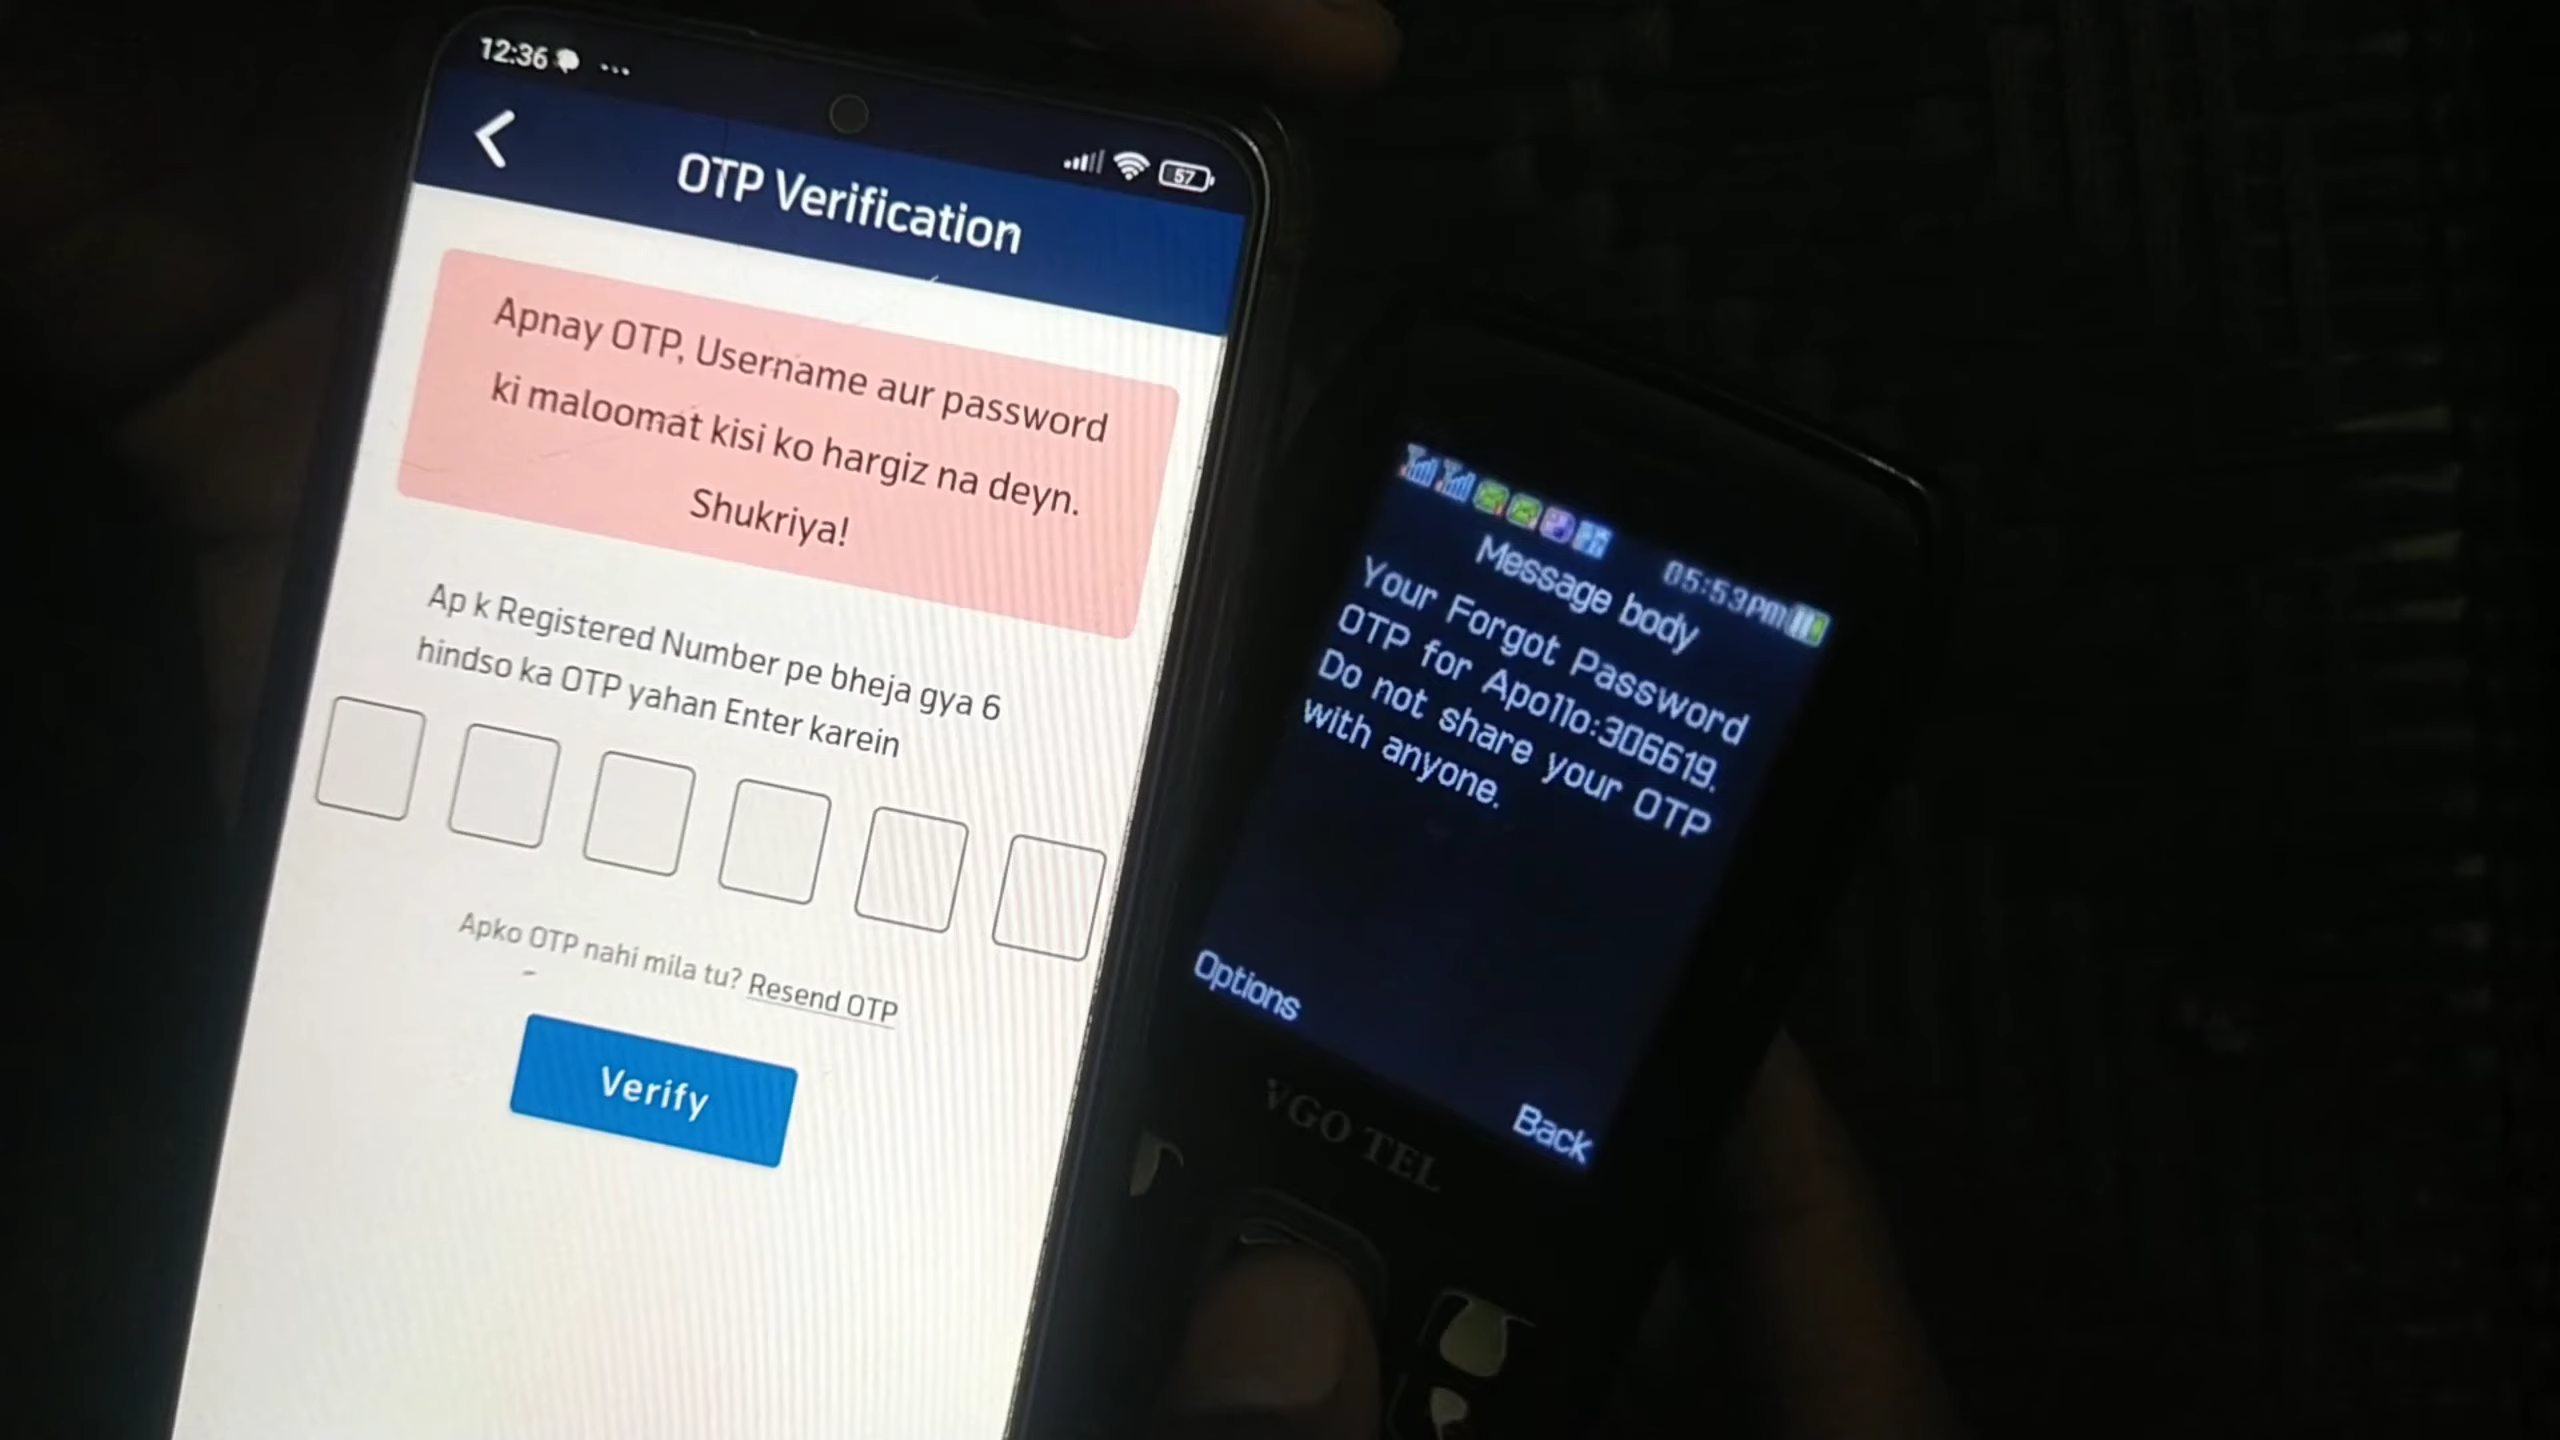 12:36
57
OTP Verification
Apnay OTP, Username aur password
ki maloomat kisi ko hargiz na deyn.
Shukriya!
Ap k Registered Number pe bheja gya 6
hindso ka OTP yahan Enter karein
Apko OTP nahi mila tu? Resend OTP
Verify
05:53PM
Message body
Your Forgot Password
OTP for Apollo:306619.
Do not share your OTP
with anyone.
Options
Back
VGO TEL